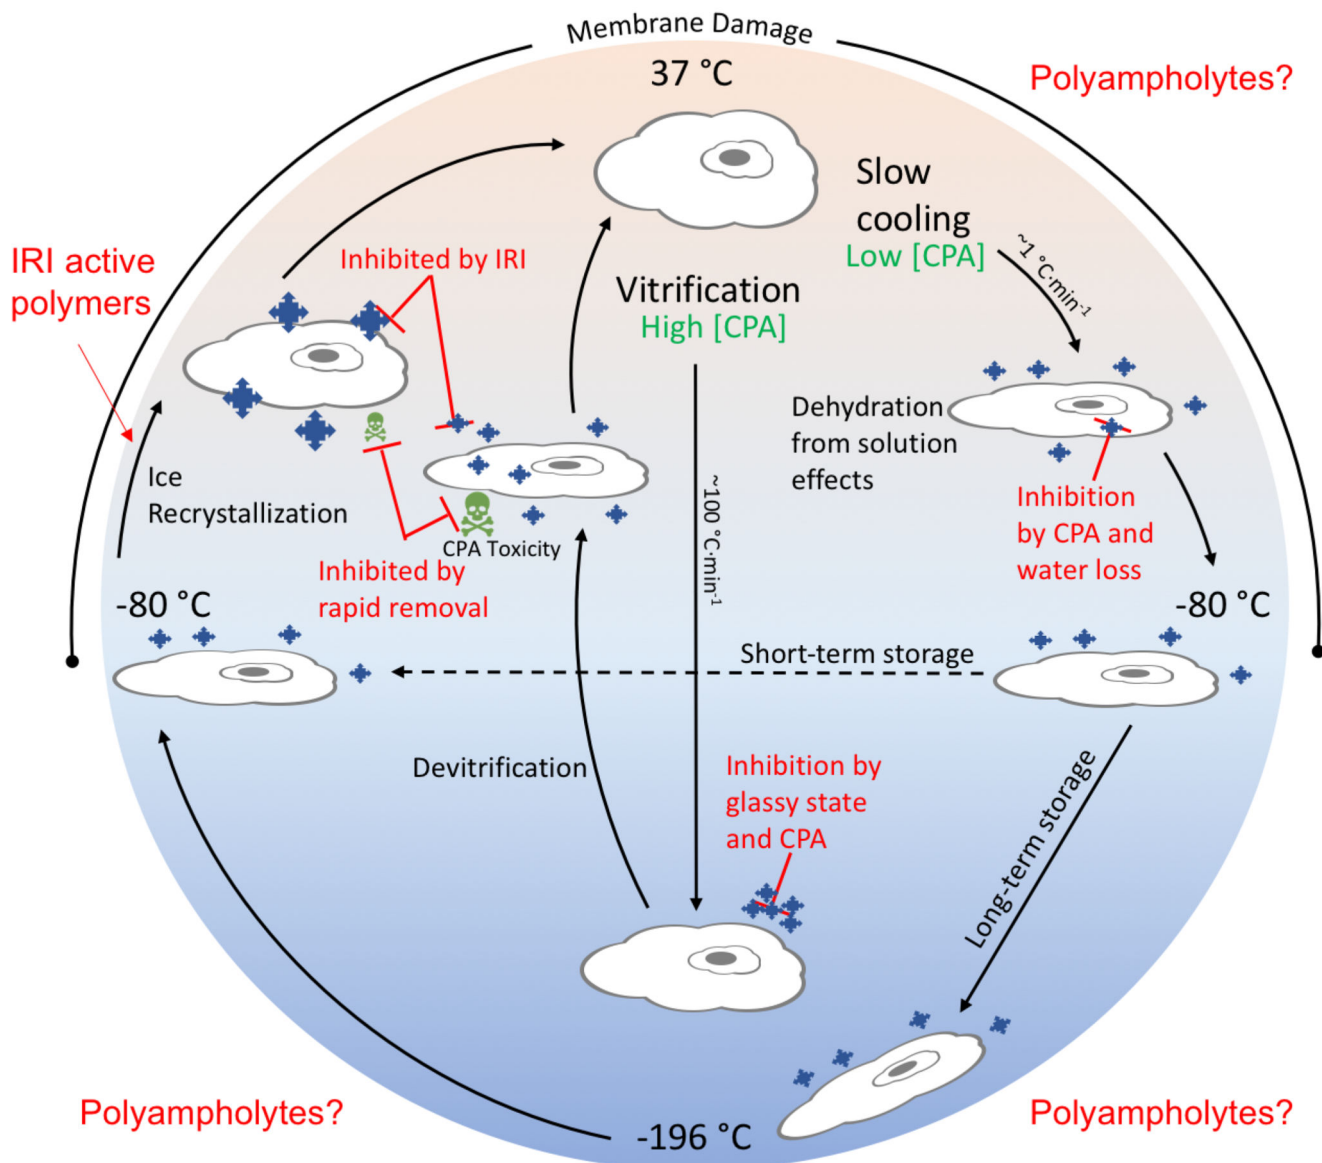 Membrane Damage
37 °C
Polyampholytes?
Slow
cooling
Low [CPA]
~1 °C·min⁻¹
IRI active
polymers
Inhibited by IRI
Vitrification
High [CPA]
~100 °C·min⁻¹
Dehydration
from solution
effects
Inhibition
by CPA and
water loss
Ice
Recrystallization
CPA Toxicity
Inhibited by
rapid removal
-80 °C
-80 °C
Short-term storage
Devitrification
Inhibition by
glassy state
and CPA
Long-term storage
Polyampholytes?
-196 °C
Polyampholytes?